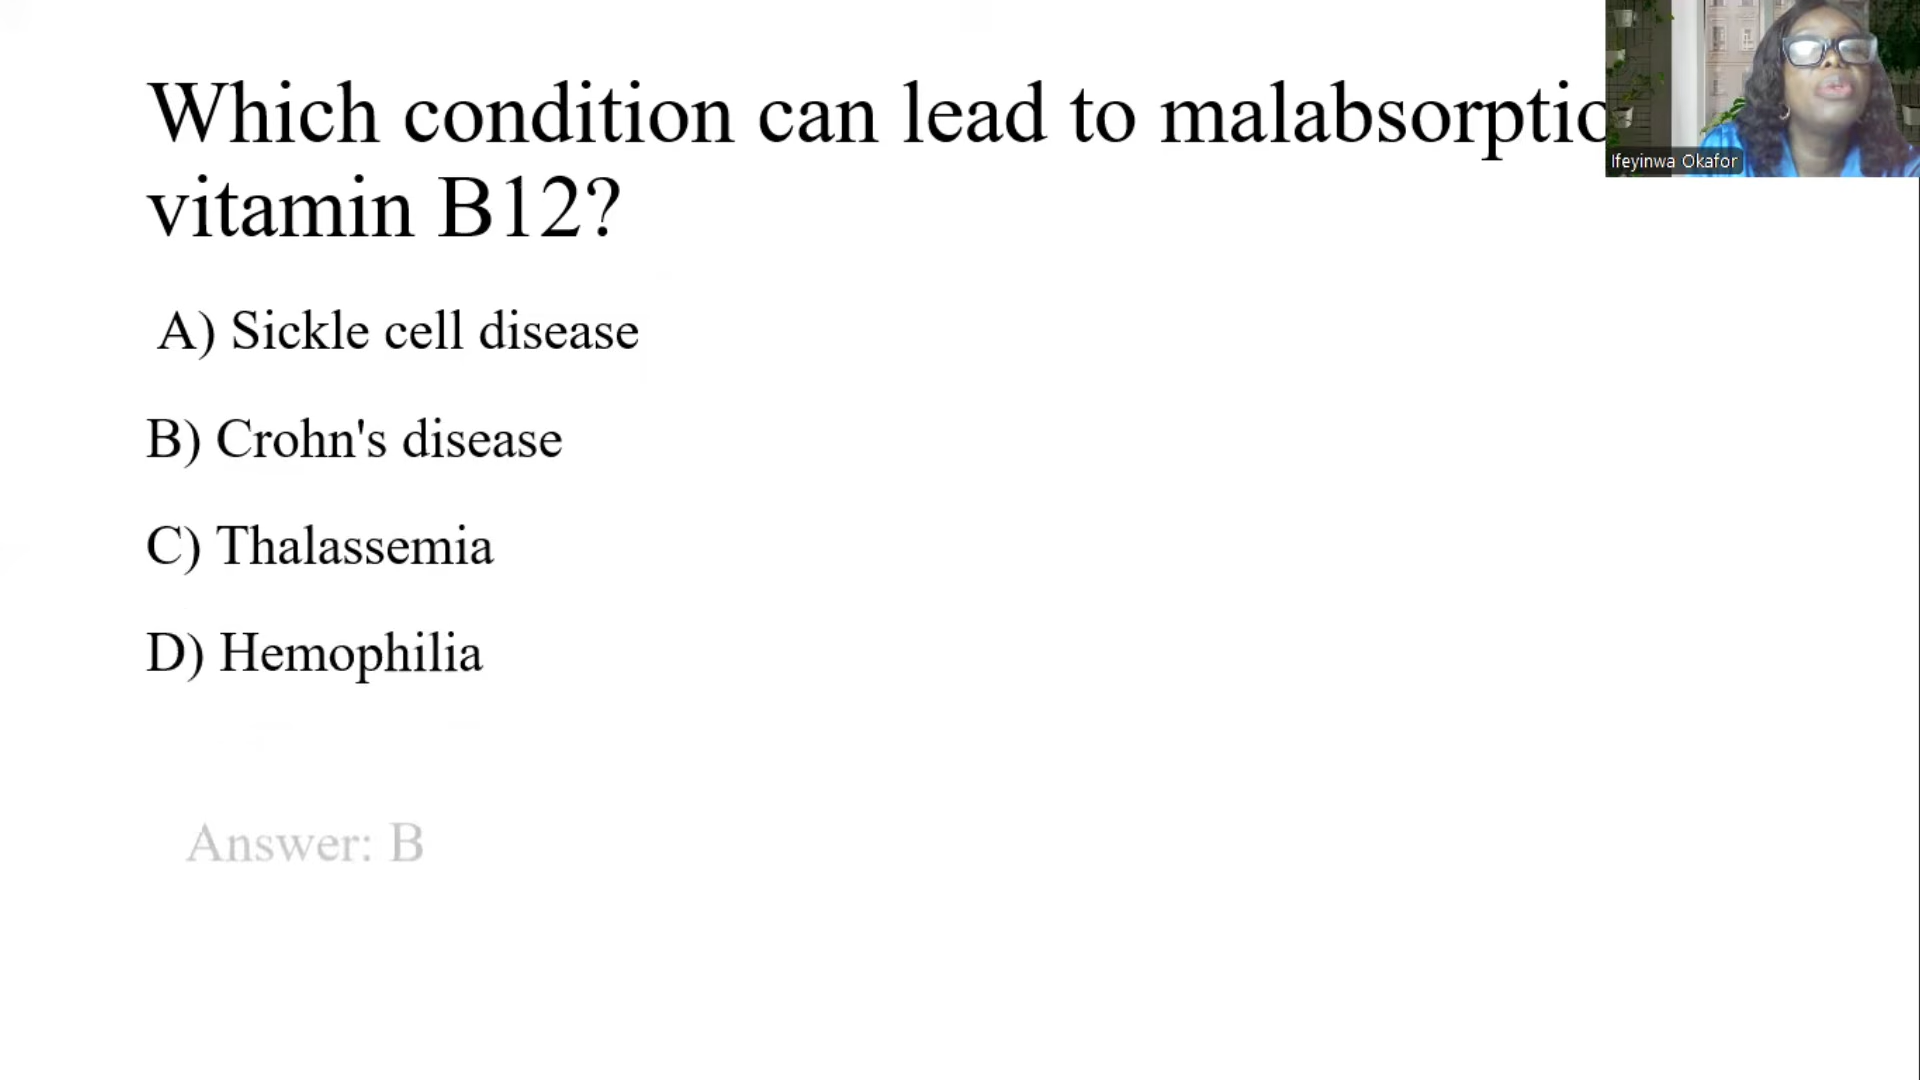 Which condition can lead to malabsorptio
vitamin B12?
Ifeyinwa Okafor
A) Sickle cell disease
B) Crohn's disease
C) Thalassemia
D) Hemophilia
Answer: B